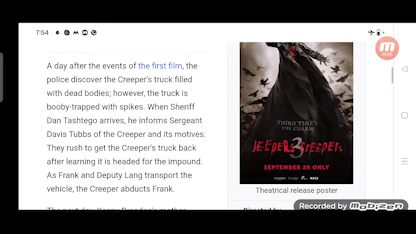 7:54
A day after the events of the first film, the
police discover the Creeper's truck filled
with dead bodies; however, the truck is
booby-trapped with spikes. When Sheriff
Dan Tashtego arrives, he informs Sergeant
Davis Tubbs of the Creeper and its motives.
They rush to get the Creeper's truck back
after learning it is headed for the impound.
As Frank and Deputy Lang transport
the vehicle, the Creeper abducts Frank.
THIRD TIME'S
THE CHARM
JEEPERS CREEPERS
3
SEPTEMBER 26 ONLY
Theatrical release poster
Recorded by
MOBIZEN